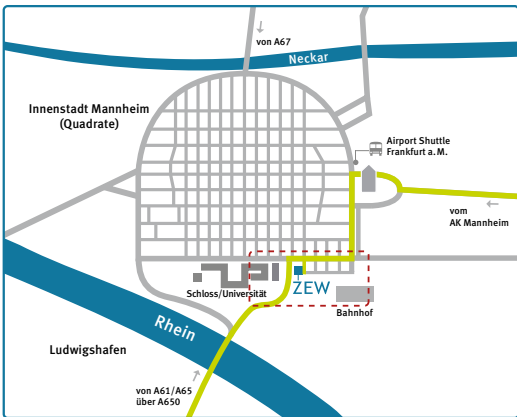 von A67
Neckar
Innenstadt Mannheim
(Quadrate)
Airport Shuttle
Frankfurt a.M.
vom
AK Mannheim
ZEW
Schloss/Universität
Bahnhof
Rhein
Ludwigshafen
von A61/A65
über A650